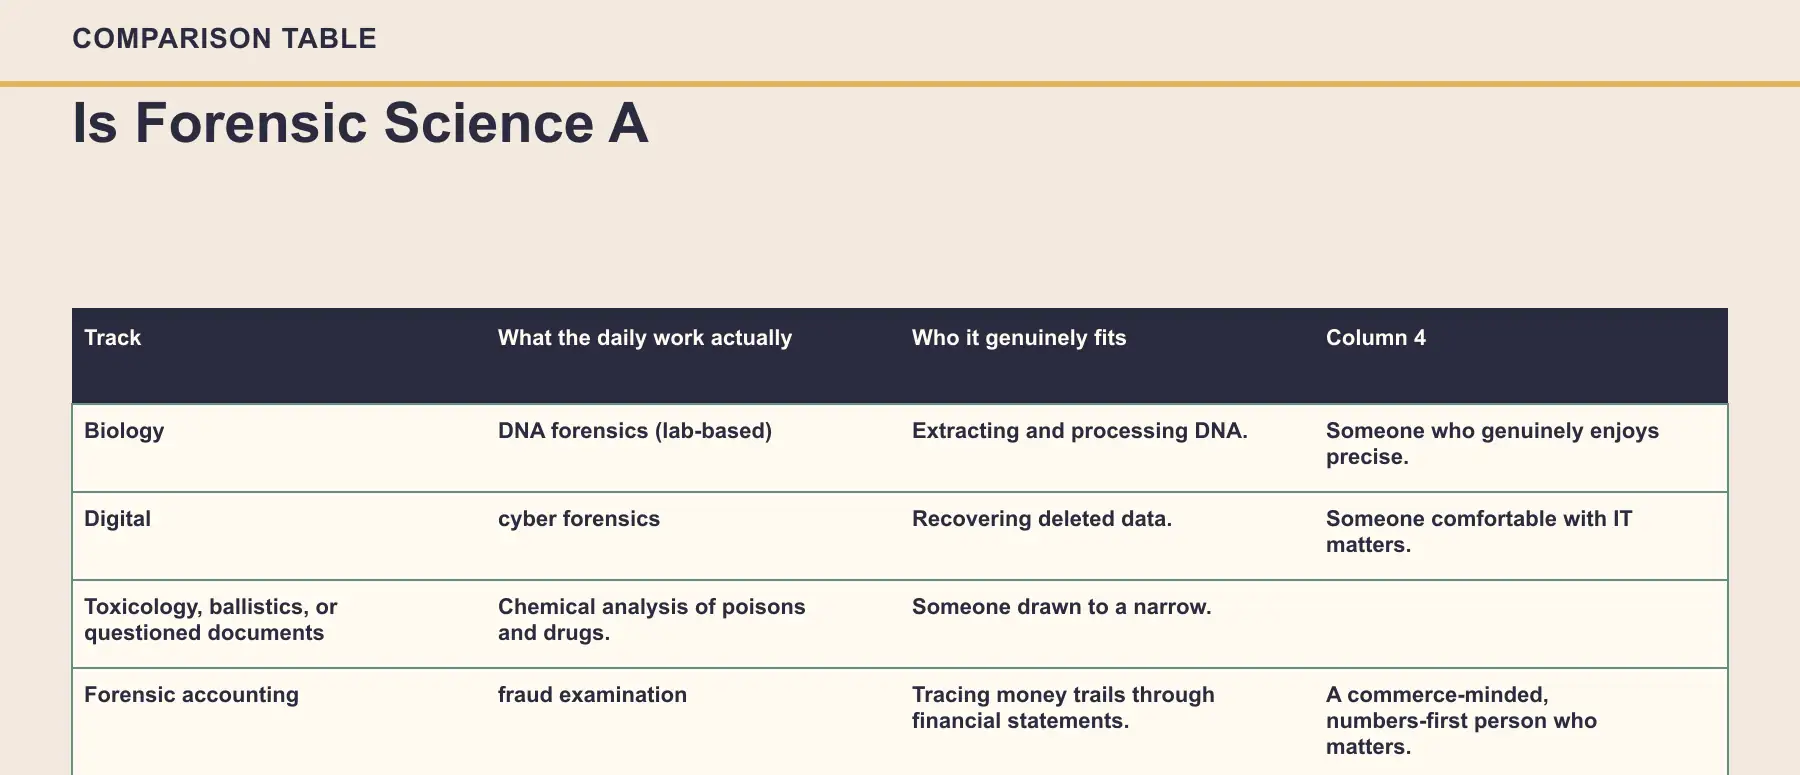 COMPARISON TABLE
Is Forensic Science A
Track What the daily work actually Who it genuinely fits Column 4
Biology DNA forensics (lab-based) Extracting and processing DNA. Someone who genuinely enjoys
precise.
Digital cyber forensics Recovering deleted data. Someone comfortable with IT
matters.
Toxicology, ballistics, or Chemical analysis of poisons Someone drawn to a narrow.
questioned documents and drugs.
Forensic accounting fraud examination Tracing money trails through A commerce-minded,
financial statements. numbers-first person who
matters.